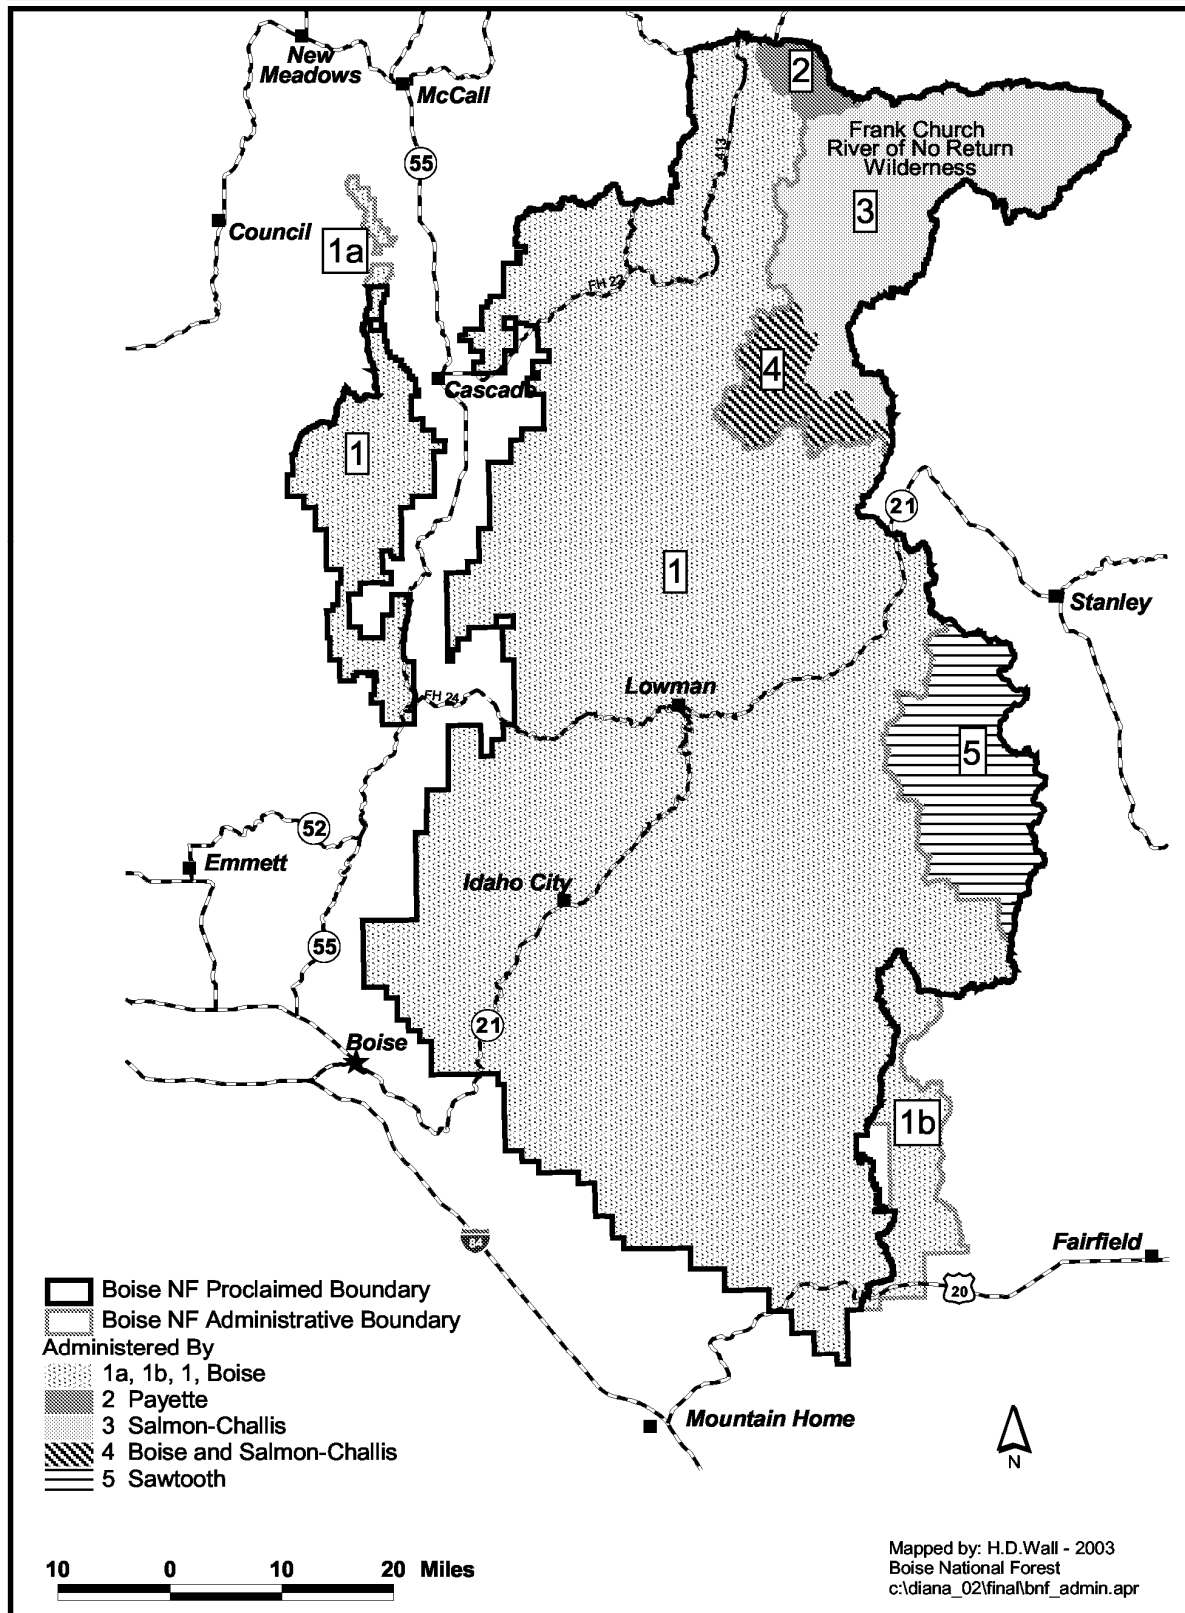 New
Meadows
McCall
2
Frank Church
River of No Return
Wilderness
413
55
3
Council
1a
FH 22
4
Cascade
1
21
1
Stanley
Lowman
FH 24
5
52
Emmett
Idaho City
55
21
Boise
1b
84
Fairfield
20
Boise NF Proclaimed Boundary
Boise NF Administrative Boundary
Administered By
1a, 1b, 1, Boise
2 Payette
3 Salmon-Challis
4 Boise and Salmon-Challis
5 Sawtooth
Mountain Home
N
10 0 10 20 Miles
Mapped by: H.D.Wall - 2003
Boise National Forest
c:\diana_02\final\bnf_admin.apr